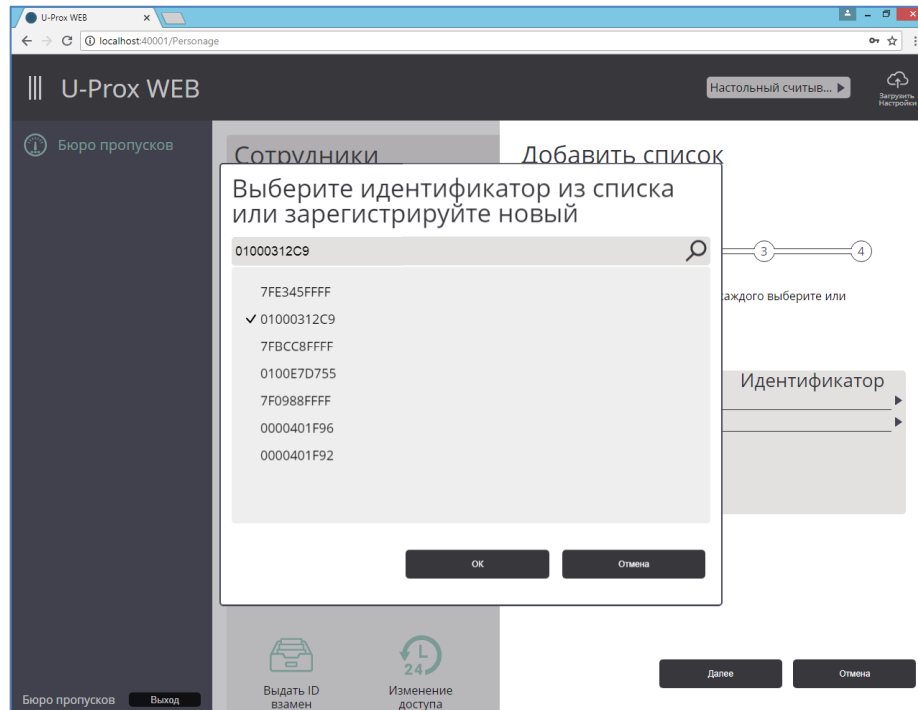 U-Prox WEB
localhost:40001/Personage
U-Prox WEB
Настольный считыв...
Загрузить
Настройки
Бюро пропусков
Сотрудники
Добавить список
Выберите идентификатор из списка
или зарегистрируйте новый
01000312C9
3
4
7FE345FFFF
01000312C9
7FBCC8FFFF
0100E7D755
7F0988FFFF
0000401F96
0000401F92
каждого выберите или
Идентификатор
ОК
Отмена
24
Выдать ID
взамен
Изменение
доступа
Далее
Отмена
Бюро пропусков
Выход